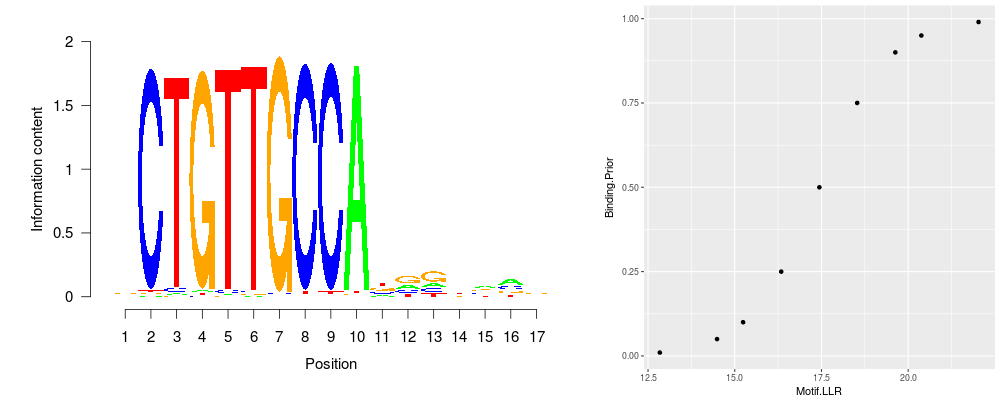 2
1.5
1
0.5
0
Information content
CTGTTGCCA
GG
A
1 2 3 4 5 6 7 8 9 10 11 12 13 14 15 16 17
Position
1.00
0.75
0.50
0.25
0.00
Binding.Prior
12.5 15.0 17.5 20.0
Motif.LLR